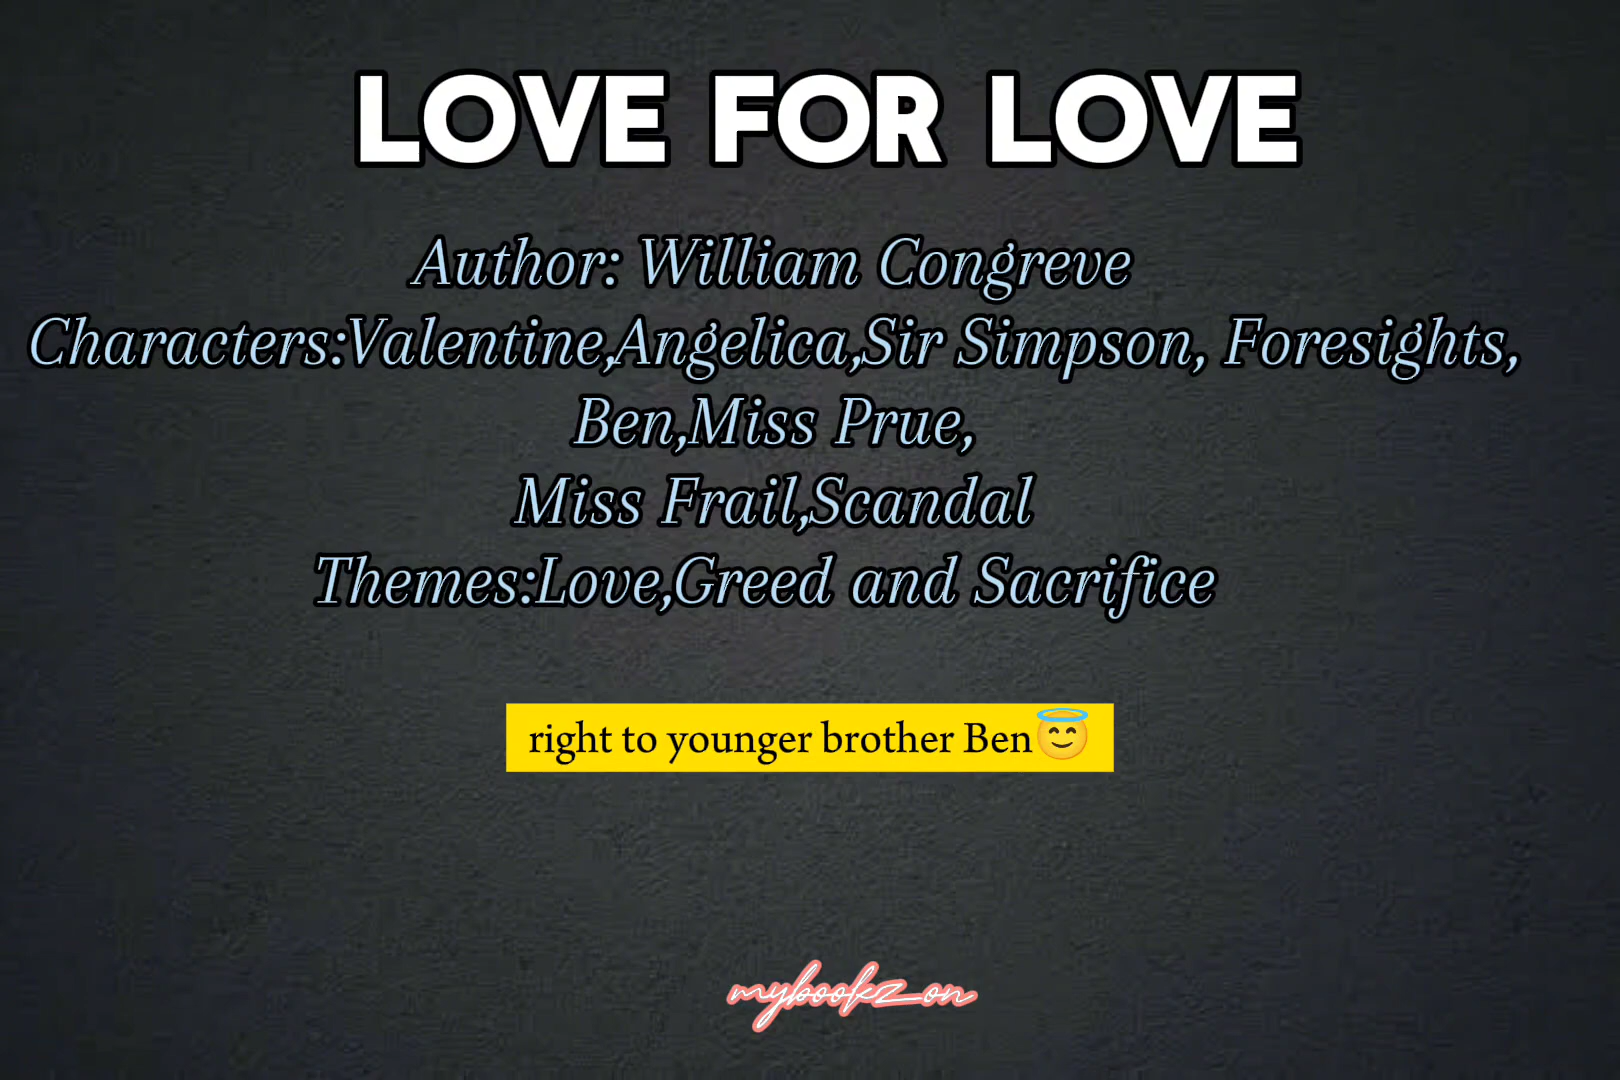 LOVE FOR LOVE
Author: William Congreve
Characters:Valentine,Angelica,Sir Simpson, Foresights,
Ben,Miss Prue,
Miss Frail,Scandal
Themes:Love,Greed and Sacrifice
right to younger brother Ben😇
mybookz_on